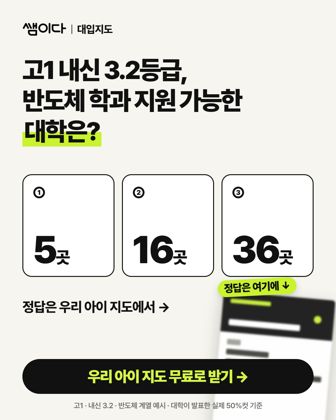 쌤이다 | 대입지도
고1 내신 3.2등급,
반도체 학과 지원 가능한
대학은?
1 2 3
5곳 16곳 36곳
정답은 여기에 ↓
정답은 우리 아이 지도에서 →
우리 아이 지도 무료로 받기 →
고1 · 내신 3.2 · 반도체 계열 예시 · 대학이 발표한 실제 50%컷 기준